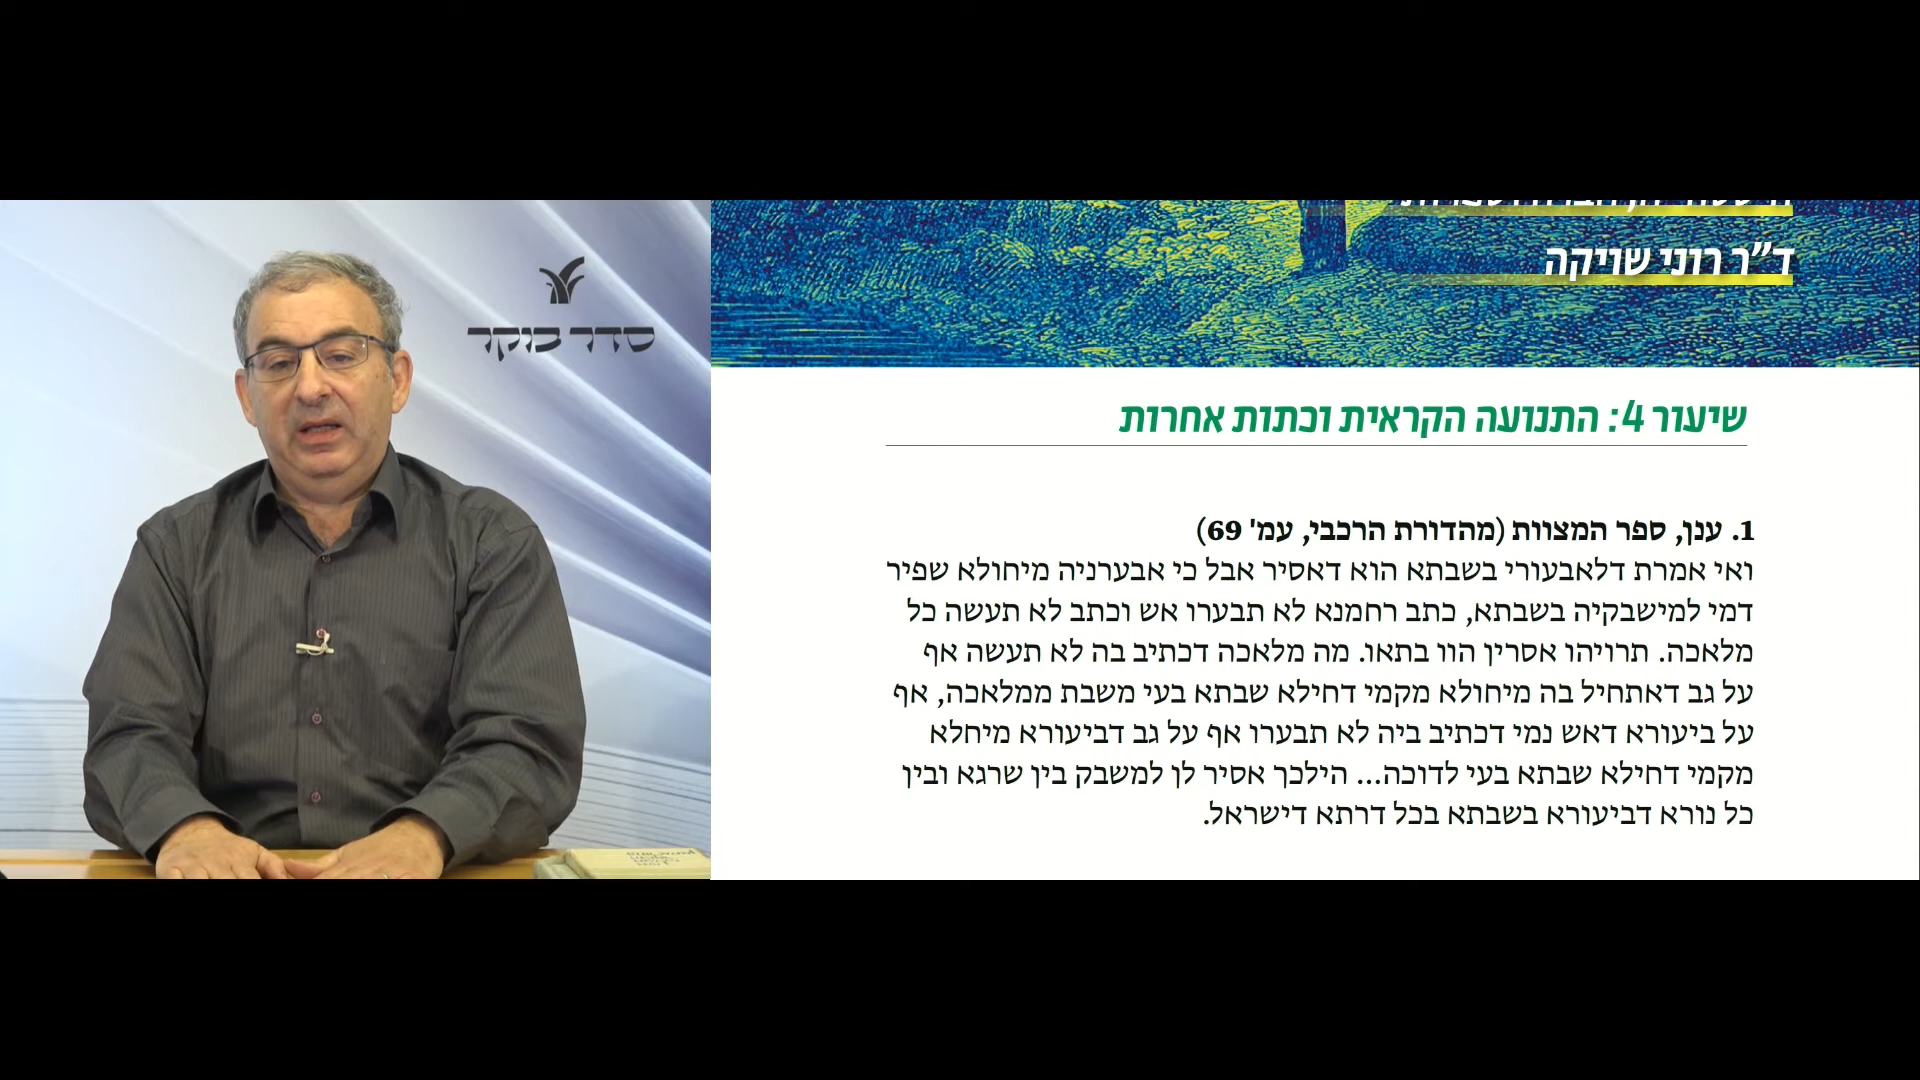 סדר בוקר
ד"ר רוני שויקה
שיעור 4: התנועה הקראית וכתות אחרות
1. ענן, ספר המצוות (מהדורת הרכבי, עמ' 69)
ואי אמרת דלאבעורי בשבתא הוא דאסיר אבל כי אבערניה מיחולא שפיר
דמי למישבקיה בשבתא, כתב רחמנא לא תבערו אש וכתב לא תעשה כל
מלאכה. תרויהו אסרין הוו בתאו. מה מלאכה דכתיב בה לא תעשה אף
על גב דאתחיל בה מיחולא מקמי דחילא שבתא בעי משבת ממלאכה, אף
על ביעורא דאש נמי דכתיב ביה לא תבערו אף על גב דביעורא מיחלא
מקמי דחילא שבתא בעי לדוכה... הילכך אסיר לן למשבק בין שרגא ובין
כל נורא דביעורא בשבתא בכל דרתא דישראל.